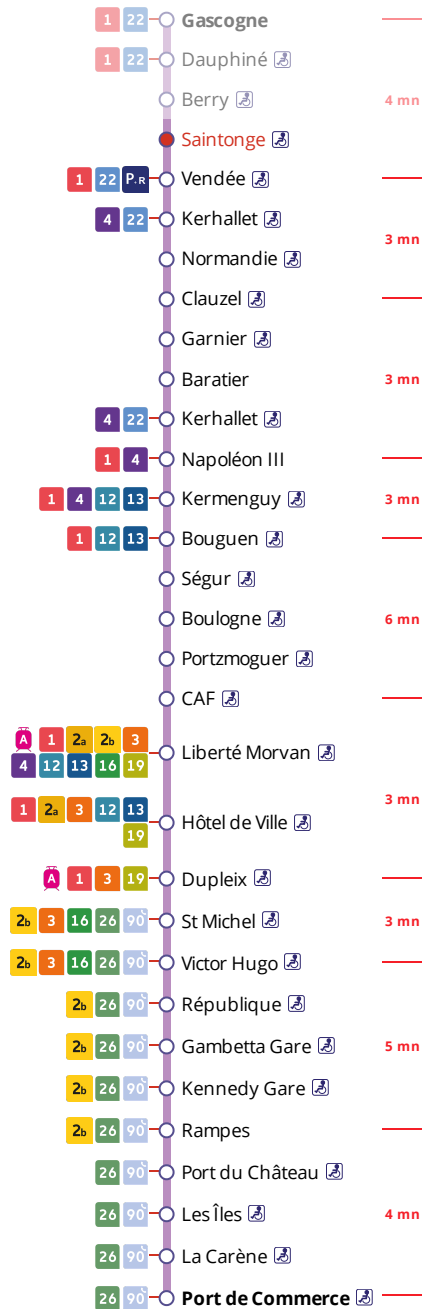 1 22 Gascogne
1 22 Dauphiné
Berry 4 mn
Saintonge
1 22 P+R Vendée
4 22 Kerhallet
3 mn
Normandie
Clauzel
Garnier
Baratier 3 mn
4 22 Kerhallet
1 4 Napoléon III
1 4 12 13 Kermenguy 3 mn
1 12 13 Bouguen
Ségur
Boulogne 6 mn
Portzmoguer
CAF
A 1 2a 2b 3
4 12 13 16 19 Liberté Morvan
3 mn
1 2a 3 12 13
19 Hôtel de Ville
A 1 3 19 Dupleix
2b 3 16 26 90 St Michel 3 mn
2b 3 16 26 90 Victor Hugo
2b 26 90 République
2b 26 90 Gambetta Gare 5 mn
2b 26 90 Kennedy Gare
2b 26 90 Rampes
26 90 Port du Château
26 90 Les Îles 4 mn
26 90 La Carène
26 90 Port de Commerce